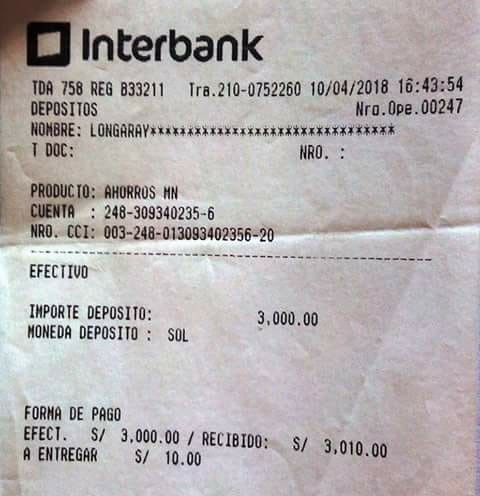 Interbank
TDA 758 REG B33211 Tra.210-0752260 10/04/2018 16:43:54
DEPOSITOS Nro.Ope.00247
NOMBRE: LONGARAY*********************************
T DOC: NRO. :
PRODUCTO: AHORROS MN
CUENTA : 248-309340235-6
NRO. CCI: 003-248-013093402356-20
EFECTIVO
IMPORTE DEPOSITO: 3,000.00
MONEDA DEPOSITO : SOL
FORMA DE PAGO
EFECT. S/ 3,000.00 / RECIBIDO: S/ 3,010.00
A ENTREGAR S/ 10.00